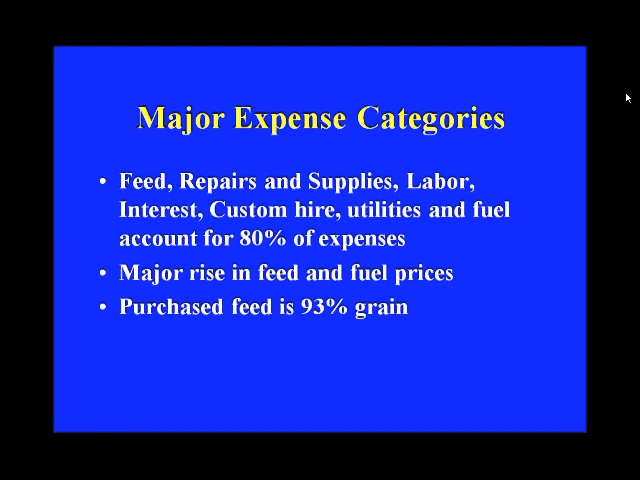 Major Expense Categories
• Feed, Repairs and Supplies, Labor,
Interest, Custom hire, utilities and fuel
account for 80% of expenses
• Major rise in feed and fuel prices
• Purchased feed is 93% grain